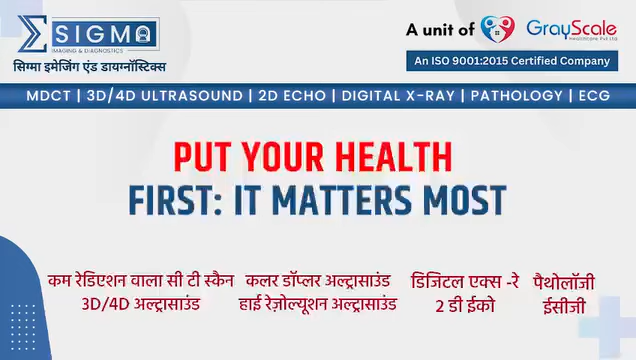 SIGMA
IMAGING & DIAGNOSTICS
सिग्मा इमेजिंग एंड डायग्नॉस्टिक्स
A unit of GrayScale
healthcare Pvt Ltd
An ISO 9001:2015 Certified Company
MDCT | 3D/4D ULTRASOUND | 2D ECHO | DIGITAL X-RAY | PATHOLOGY | ECG
PUT YOUR HEALTH
FIRST: IT MATTERS MOST
कम रेडिएशन वाला सी टी स्कैन
3D/4D अल्ट्रासाउंड
कलर डॉप्लर अल्ट्रासाउंड
हाई रेज़ोल्यूशन अल्ट्रासाउंड
डिजिटल एक्स -रे
2 डी ईको
पैथोलॉजी
ईसीजी